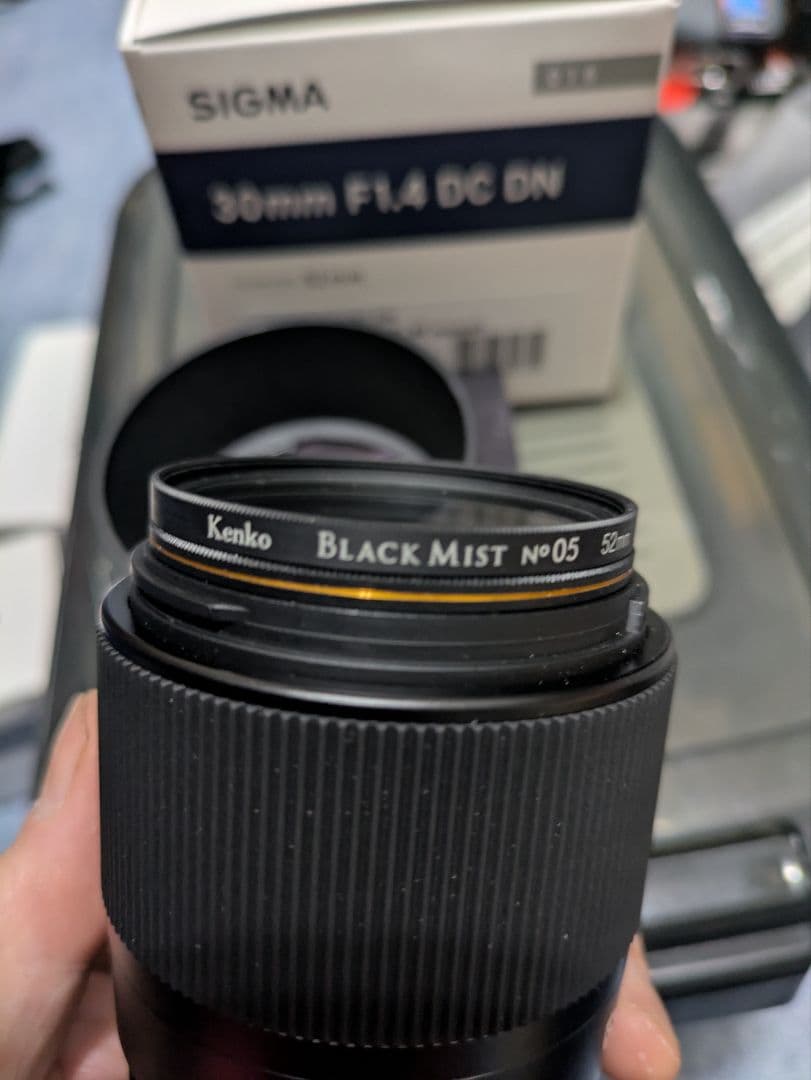 SIGMA
30mm F1.4 DC DN
Kenko BLACK MIST Nº05 52mm